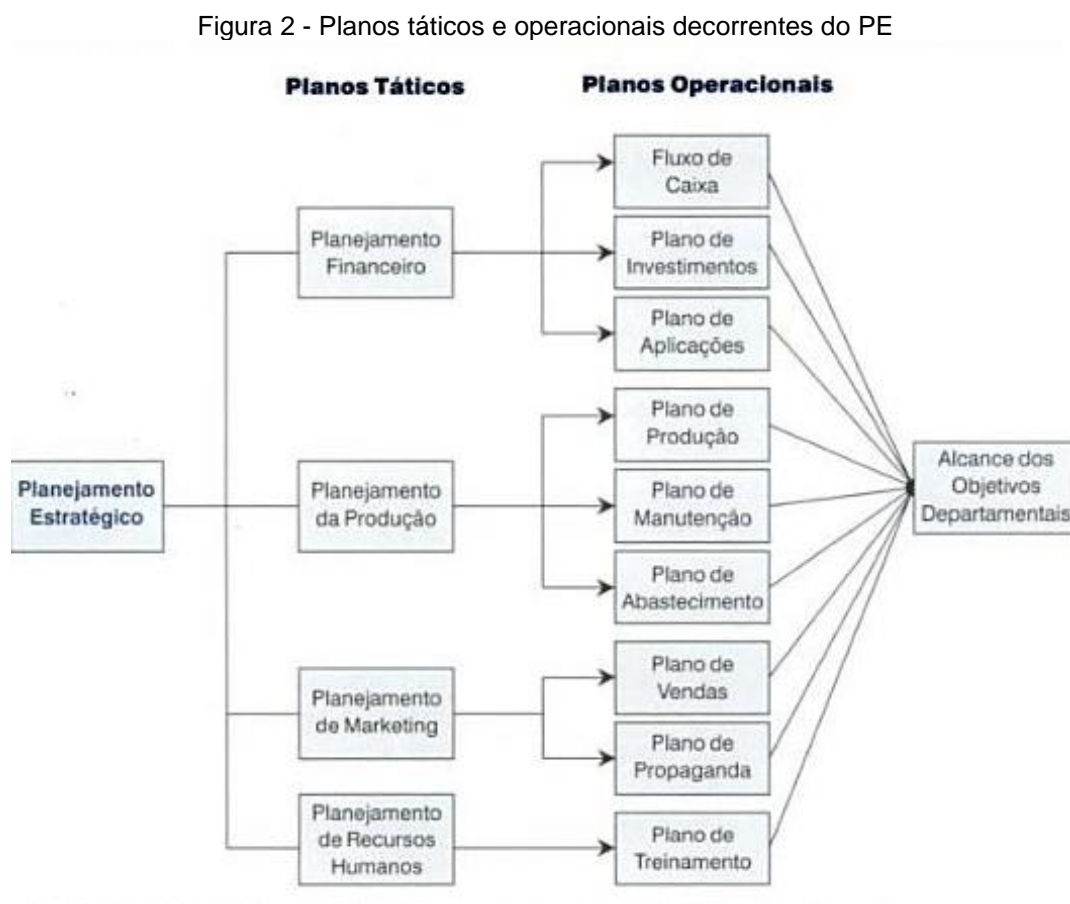 Figura 2 - Planos táticos e operacionais decorrentes do PE
Planos Táticos
Planos Operacionais
Planejamento
Estratégico
Planejamento
Financeiro
Fluxo de
Caixa
Plano de
Investimentos
Plano de
Aplicações
Planejamento
da Produção
Plano de
Produção
Plano de
Manutenção
Plano de
Abastecimento
Planejamento
de Marketing
Plano de
Vendas
Plano de
Propaganda
Planejamento
de Recursos
Humanos
Plano de
Treinamento
Alcance dos
Objetivos
Departamentais